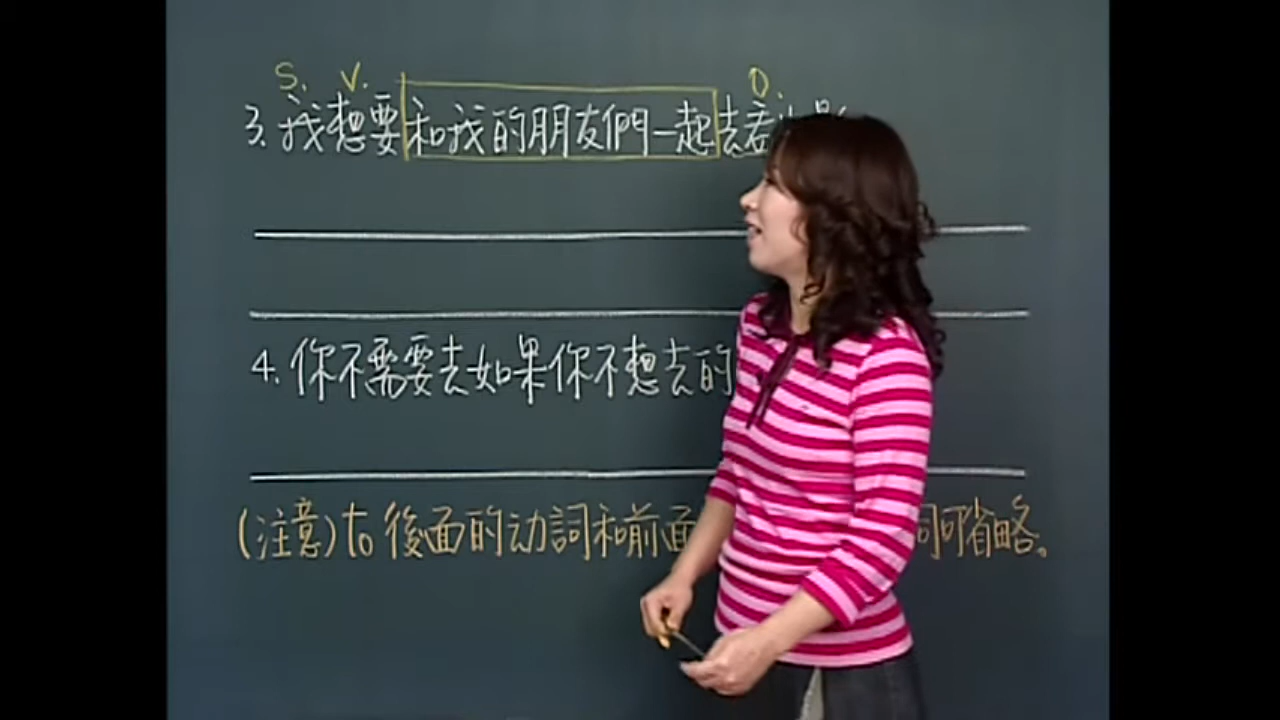 S. V. O.
3. 我想要和我的朋友們一起去看
4. 你不需要去如果你不想去的
(注意) to 後面的动詞和前面 詞可省略。